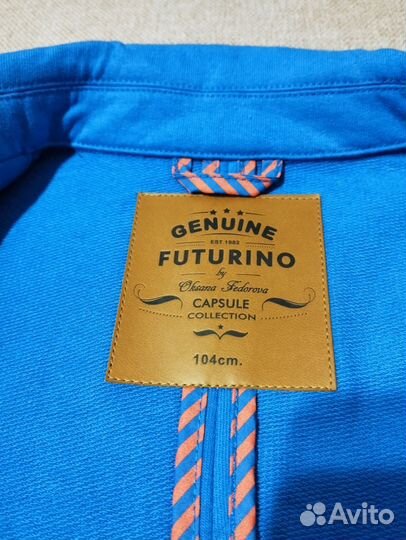 GENUINE
EST 1982
FUTURINO
by
Oksana Fedorova
CAPSULE
COLLECTION
104cm.
Avito